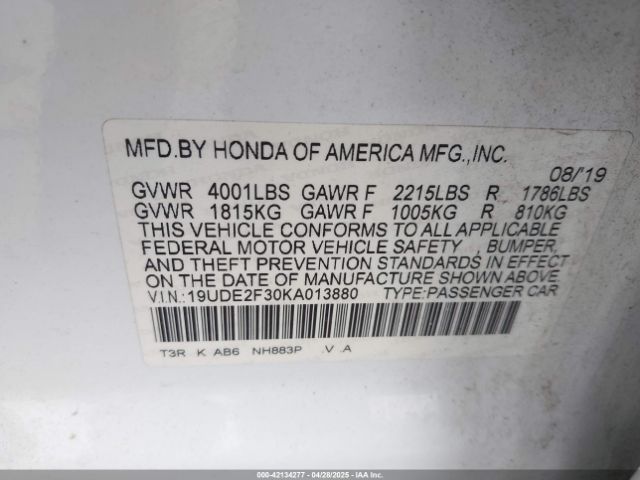 MFD.BY HONDA OF AMERICA MFG.,INC.
08/'19
GVWR 4001LBS GAWR F 2215LBS R 1786LBS
GVWR 1815KG GAWR F 1005KG R 810KG
THIS VEHICLE CONFORMS TO ALL APPLICABLE
FEDERAL MOTOR VEHICLE SAFETY , BUMPER,
AND THEFT PREVENTION STANDARDS IN EFFECT
ON THE DATE OF MANUFACTURE SHOWN ABOVE
V.I.N.:19UDE2F30KA013880 TYPE:PASSENGER CAR
T3R K AB6 NH883P .V .A
000-42134277 - 04/28/2025 - IAAI.COM